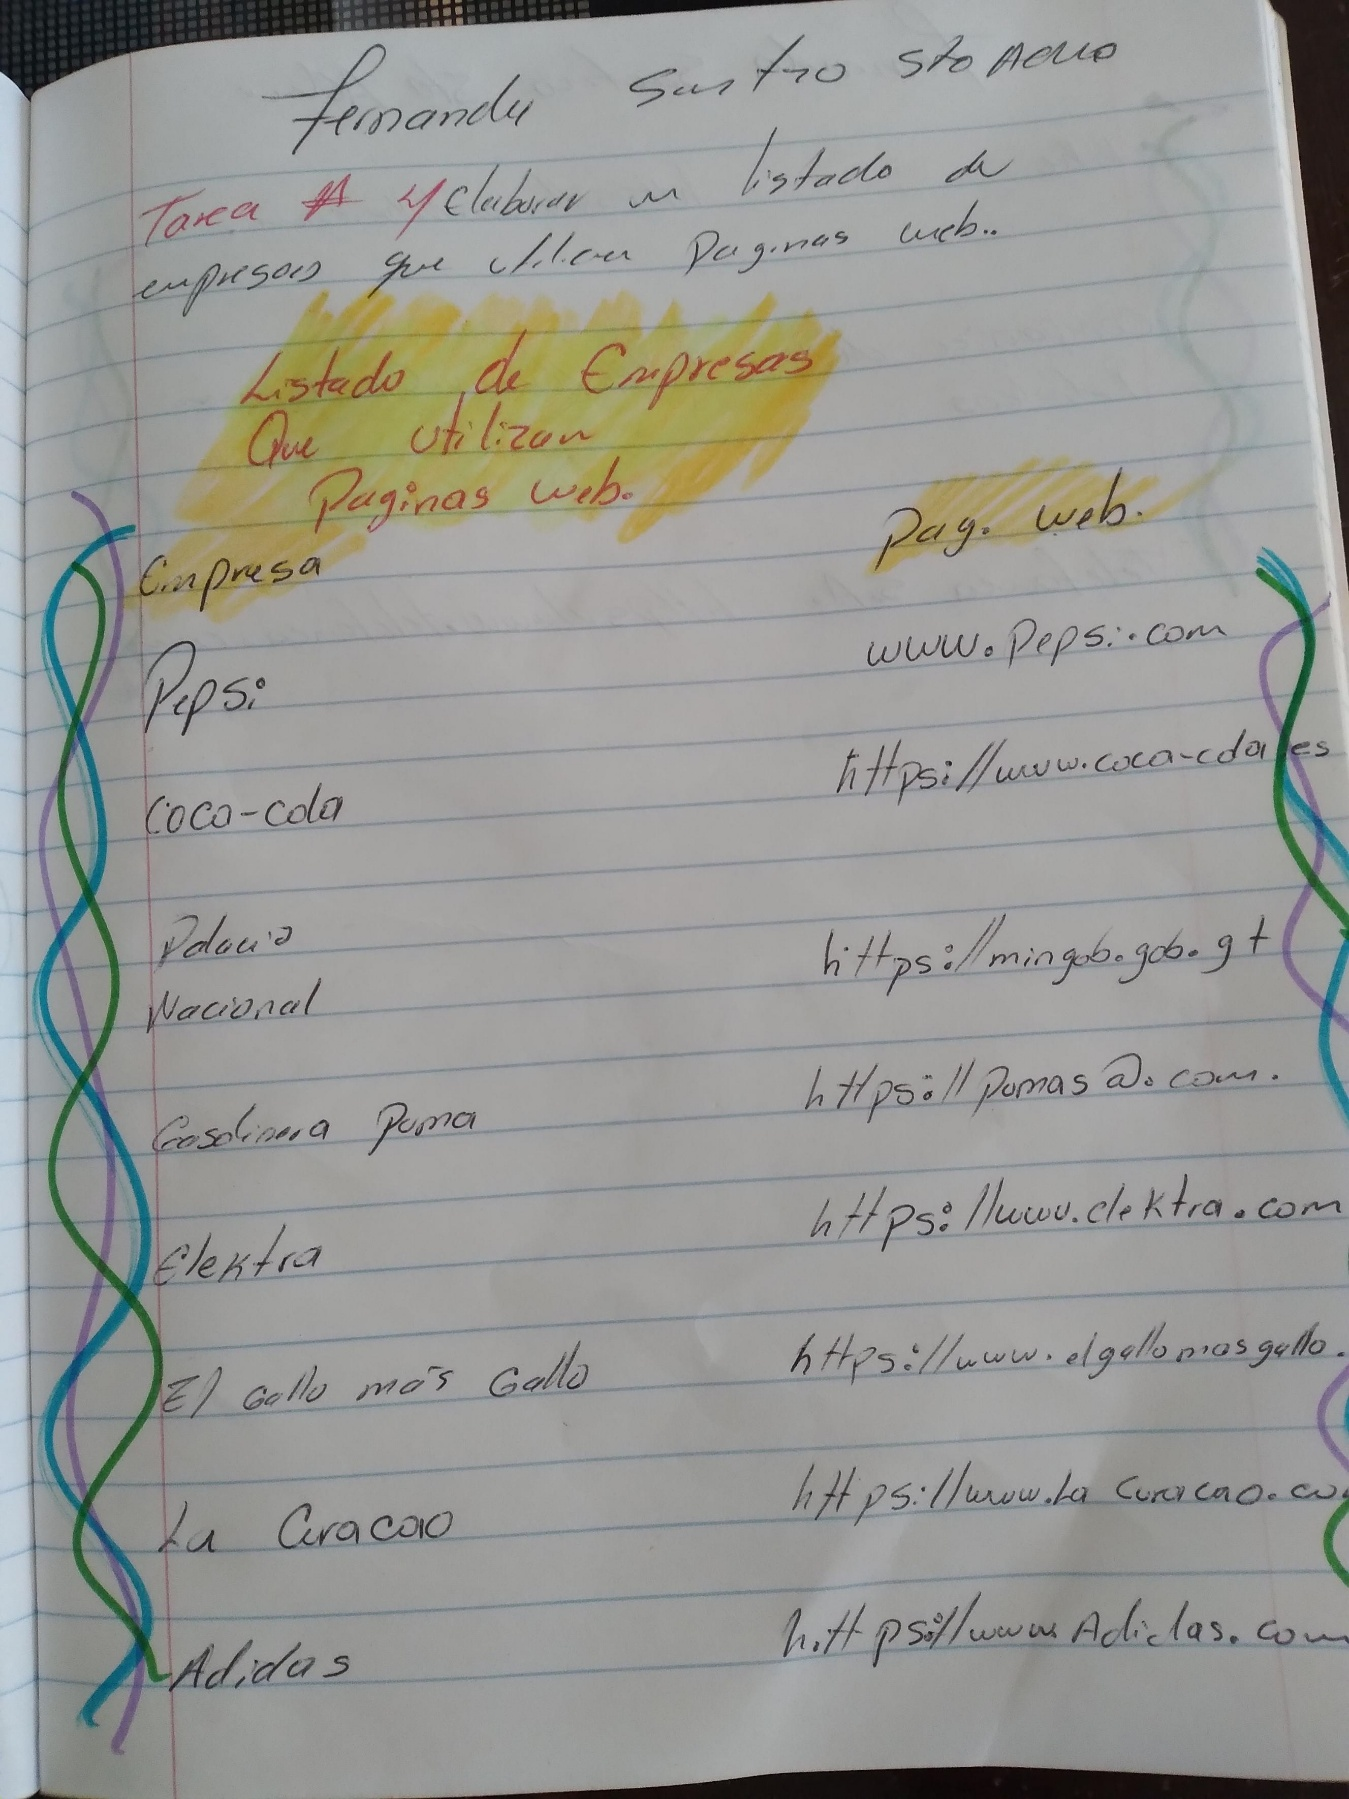 Fernanda Sto
Tarea # 4/ Elaborar un listado de
empresas que utilicen Paginas web..
Listado de Empresas
Que utilizan
Paginas web.
Empresa Pag. web.
Pepsi www.Pepsi.com
Coca-cola https://www.coca-cola.es
Palacio
Nacional https://mingob.gob.gt
Gasolinera Puma https://Pumas@.com.
Elektra https://www.elektra.com
El Gallo más Gallo https://www.elgallomasgallo.
La Curacao https://www.La Curacao.co
Adidas https://www.Adidas.com